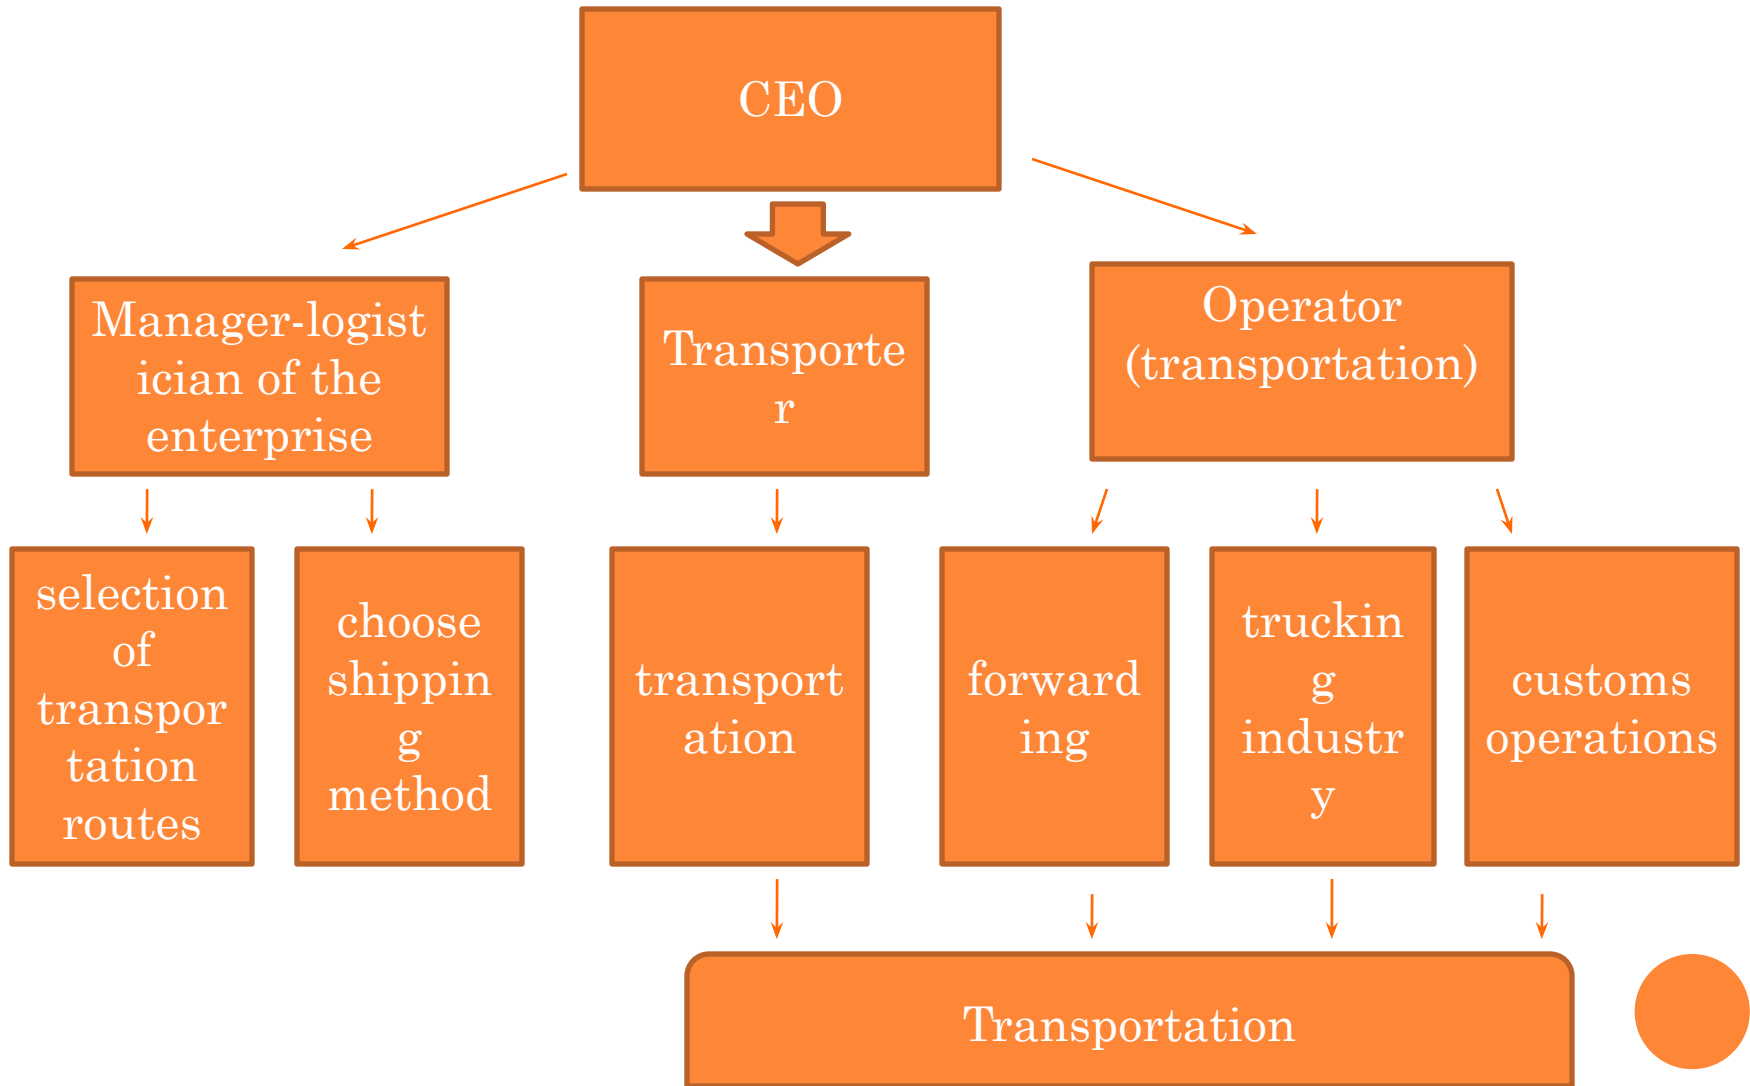 CEO
Manager-logist
ician of the
enterprise
Transporte
r
Operator
(transportation)
selection
of
transpor
tation
routes
choose
shippin
g
method
transport
ation
forward
ing
truckin
g
industr
y
customs
operations
Transportation